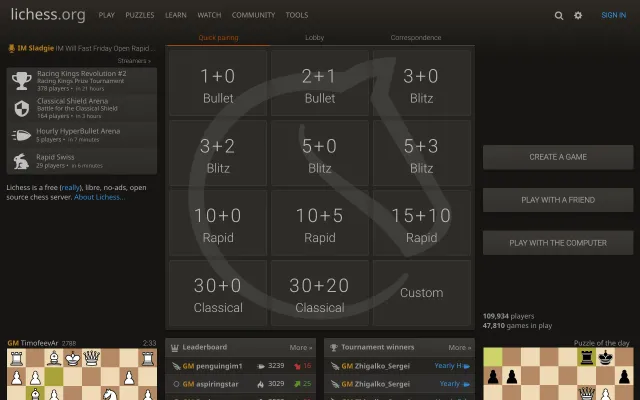 lichess.org PLAY PUZZLES LEARN WATCH COMMUNITY TOOLS SIGN IN
IM Sladgie IM Will Fast Friday Open Rapid...
Streamers »
Racing Kings Revolution #2
Racing Kings Prize Tournament
378 players • in 21 hours
Classical Shield Arena
Battle for the Classical Shield
164 players • in 3 hours
Hourly HyperBullet Arena
5 players • in 7 minutes
Rapid Swiss
29 players • in 6 minutes
Lichess is a free (really), libre, no-ads, open
source chess server. About Lichess...
Quick pairing Lobby Correspondence
1+0 2+1 3+0
Bullet Bullet Blitz
3+2 5+0 5+3
Blitz Blitz Blitz
10+0 10+5 15+10
Rapid Rapid Rapid
30+0 30+20 Custom
Classical Classical
CREATE A GAME
PLAY WITH A FRIEND
PLAY WITH THE COMPUTER
109,934 players
47,810 games in play
GM TimofeevAr 2788 2:33
Leaderboard More »
GM penguingim1 3239 16
GM aspiringstar 3029 25
Tournament winners More »
GM Zhigalko_Sergei Yearly H
GM Zhigalko_Sergei Yearly
Puzzle of the day